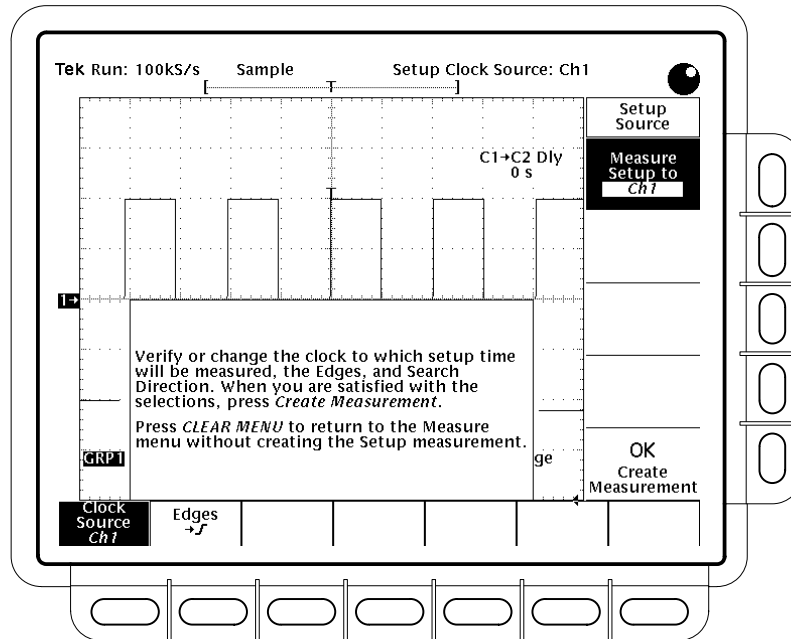 Tek Run: 100kS/s Sample Setup Clock Source: Ch1
T
Setup
Source
C1→C2 Dly
0 s
Measure
Setup to
Ch1
T
1→
Verify or change the clock to which setup time
will be measured, the Edges, and Search
Direction. When you are satisfied with the
selections, press Create Measurement.
Press CLEAR MENU to return to the Measure
menu without creating the Setup measurement.
GRP1
ge
OK
Create
Measurement
Clock
Source
Ch1
Edges